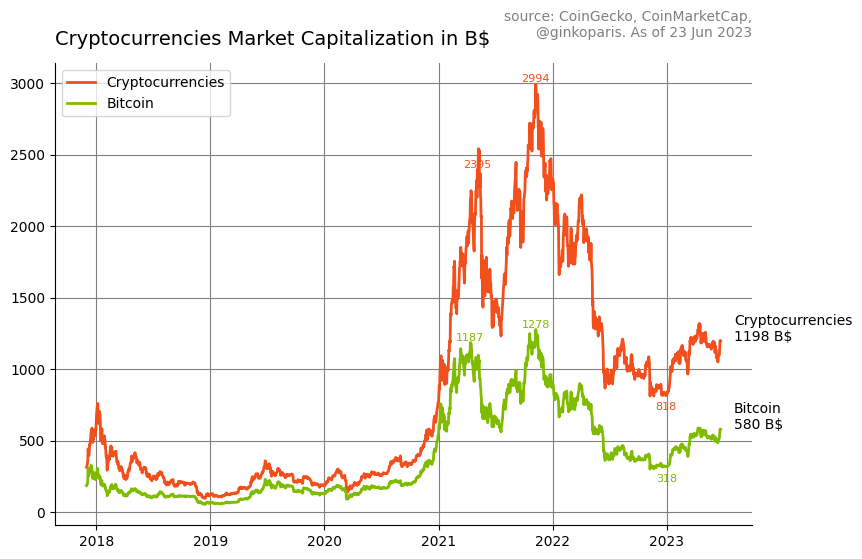 source: CoinGecko, CoinMarketCap,
@ginkoparis. As of 23 Jun 2023
Cryptocurrencies Market Capitalization in B$
Cryptocurrencies
Bitcoin
3000
2500
2000
1500
1000
500
0
2994
2395
1187
1278
818
318
Cryptocurrencies
1198 B$
Bitcoin
580 B$
2018 2019 2020 2021 2022 2023